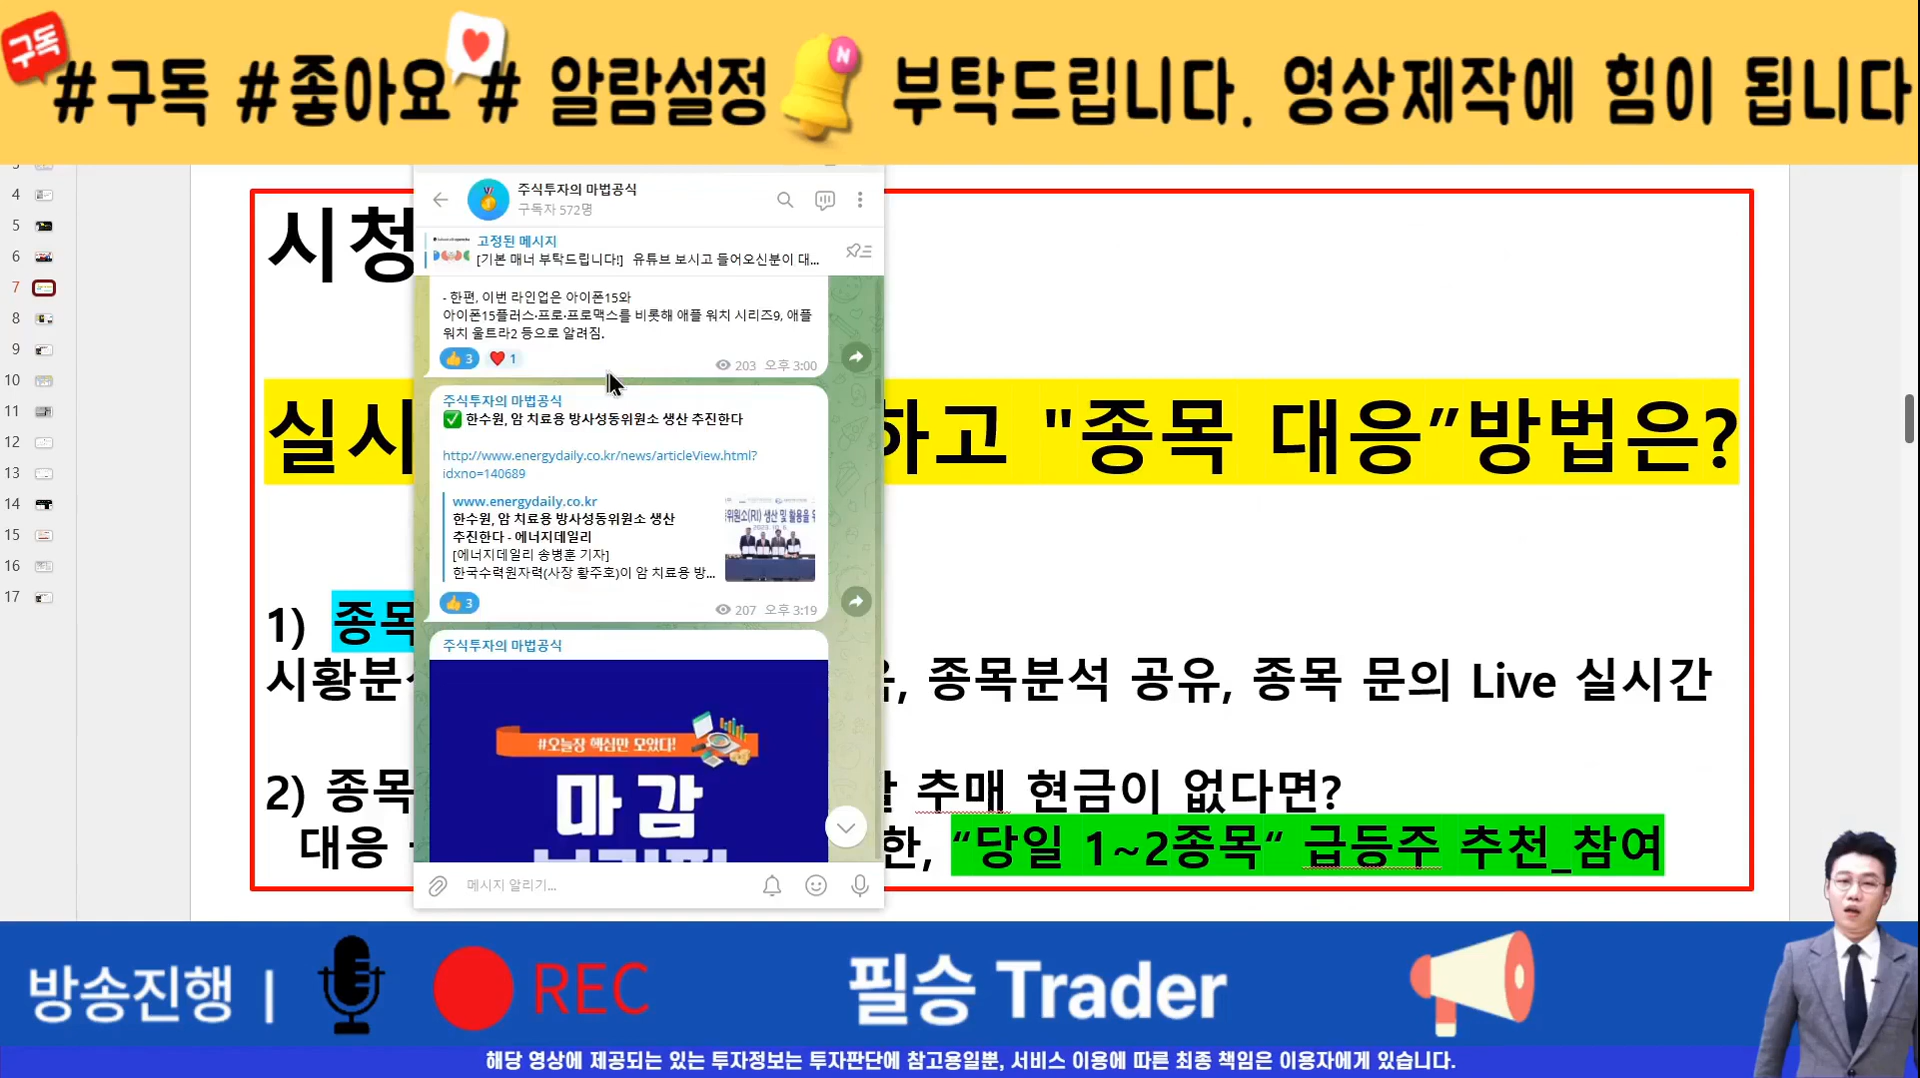 구독
#구독 #좋아요 # 알람설정 N 부탁드립니다. 영상제작에 힘이 됩니다
4
5
6
7
8
9
10
11
12
13
14
15
16
17
시청
주식투자의 마법공식
구독자 572명
고정된 메시지
[기본 매너 부탁드립니다!] 유튜브 보시고 들어오신분이 대...
- 한편, 이번 라인업은 아이폰15와
아이폰15플러스·프로·프로맥스를 비롯해 애플 워치 시리즈9, 애플
워치 울트라2 등으로 알려짐.
3 1
203 오후 3:00
주식투자의 마법공식
한수원, 암 치료용 방사성동위원소 생산 추진한다
http://www.energydaily.co.kr/news/articleView.html?
idxno=140689
www.energydaily.co.kr
한수원, 암 치료용 방사성동위원소 생산
추진한다 - 에너지데일리
[에너지데일리 송병훈 기자]
한국수력원자력(사장 황주호)이 암 치료용 방...
3
207 오후 3:19
주식투자의 마법공식
#오늘장 핵심만 모았다!
마감
메시지 알리기...
실시 하고 "종목 대응”방법은?
1) 종목
시황분 , 종목분석 공유, 종목 문의 Live 실시간
2) 종목 추매 현금이 없다면?
대응 한, “당일 1~2종목“ 급등주 추천_참여
방송진행 | REC 필승 Trader
해당 영상에 제공되는 있는 투자정보는 투자판단에 참고용일뿐, 서비스 이용에 따른 최종 책임은 이용자에게 있습니다.